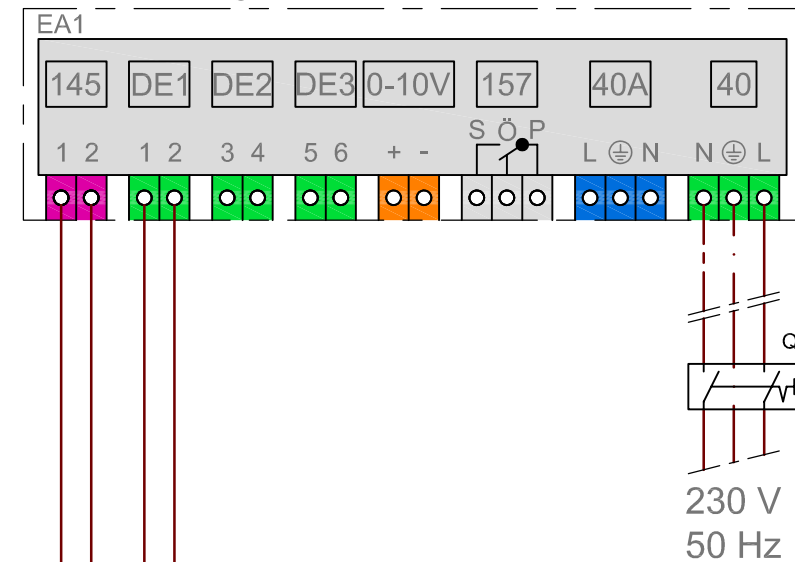 EA1
145 DE1 DE2 DE3 0-10V 157 40A 40
S Ö P
1 2 1 2 3 4 5 6 + - L N N L
Q
230 V
50 Hz